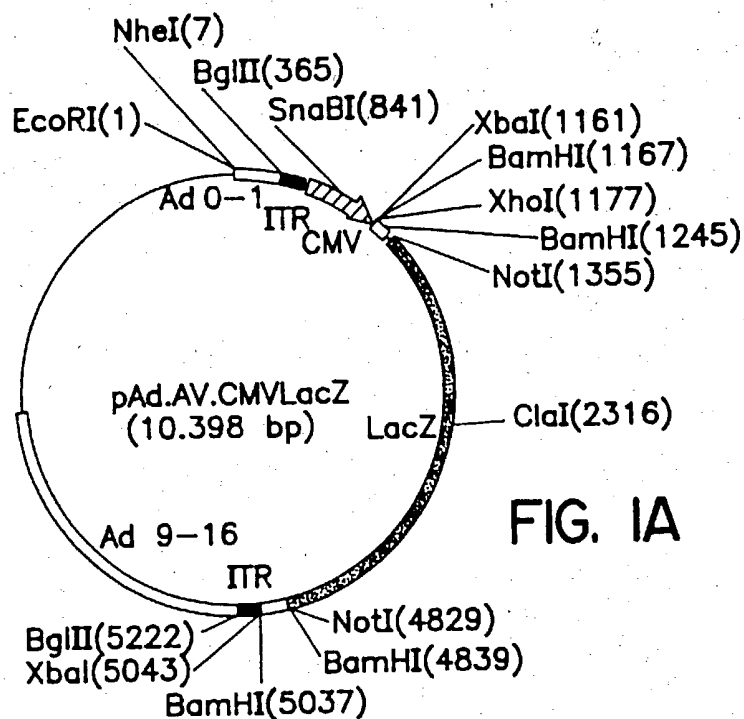 NheI(7)
BglII(365)
EcoRI(1)
SnaBI(841)
XbaI(1161)
BamHI(1167)
XhoI(1177)
BamHI(1245)
NotI(1355)
Ad 0-1
ITR
CMV
pAd.AV.CMVLacZ
(10.398 bp)
LacZ
ClaI(2316)
FIG. 1A
Ad 9-16
ITR
NotI(4829)
BamHI(4839)
BglII(5222)
XbaI(5043)
BamHI(5037)